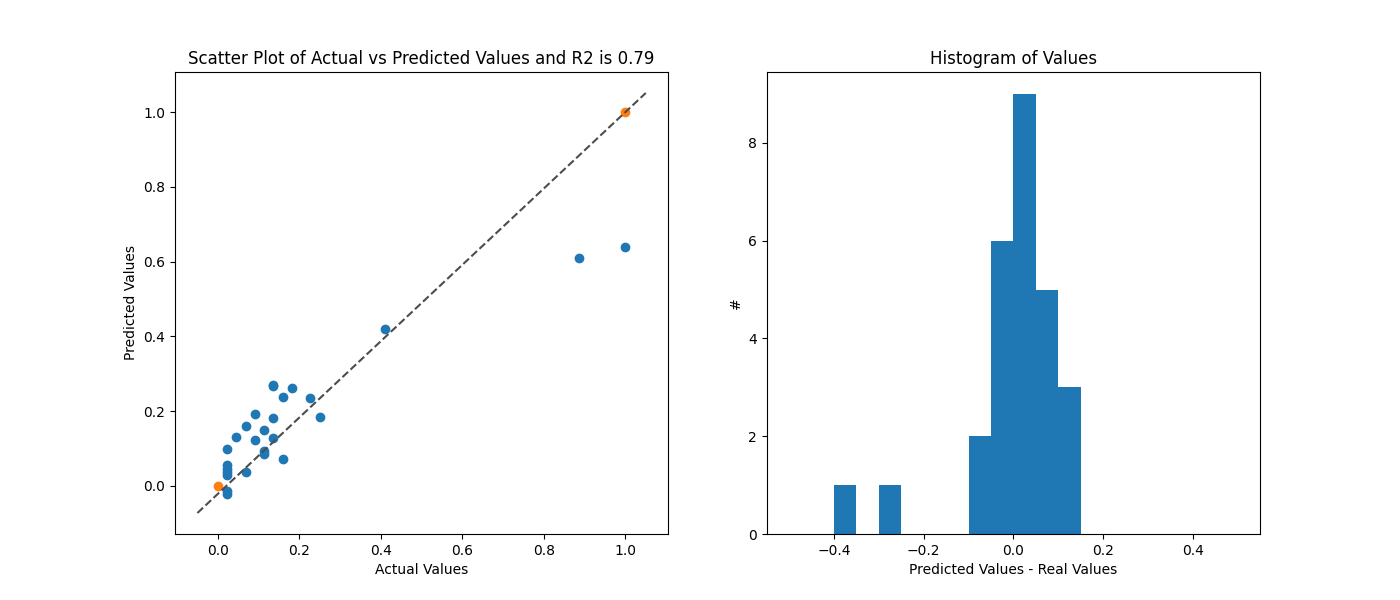 Scatter Plot of Actual vs Predicted Values and R2 is 0.79
1.0
0.8
0.6
0.4
0.2
0.0
Predicted Values
0.0 0.2 0.4 0.6 0.8 1.0
Actual Values
Histogram of Values
8
6
4
2
0
#
−0.4 −0.2 0.0 0.2 0.4
Predicted Values - Real Values